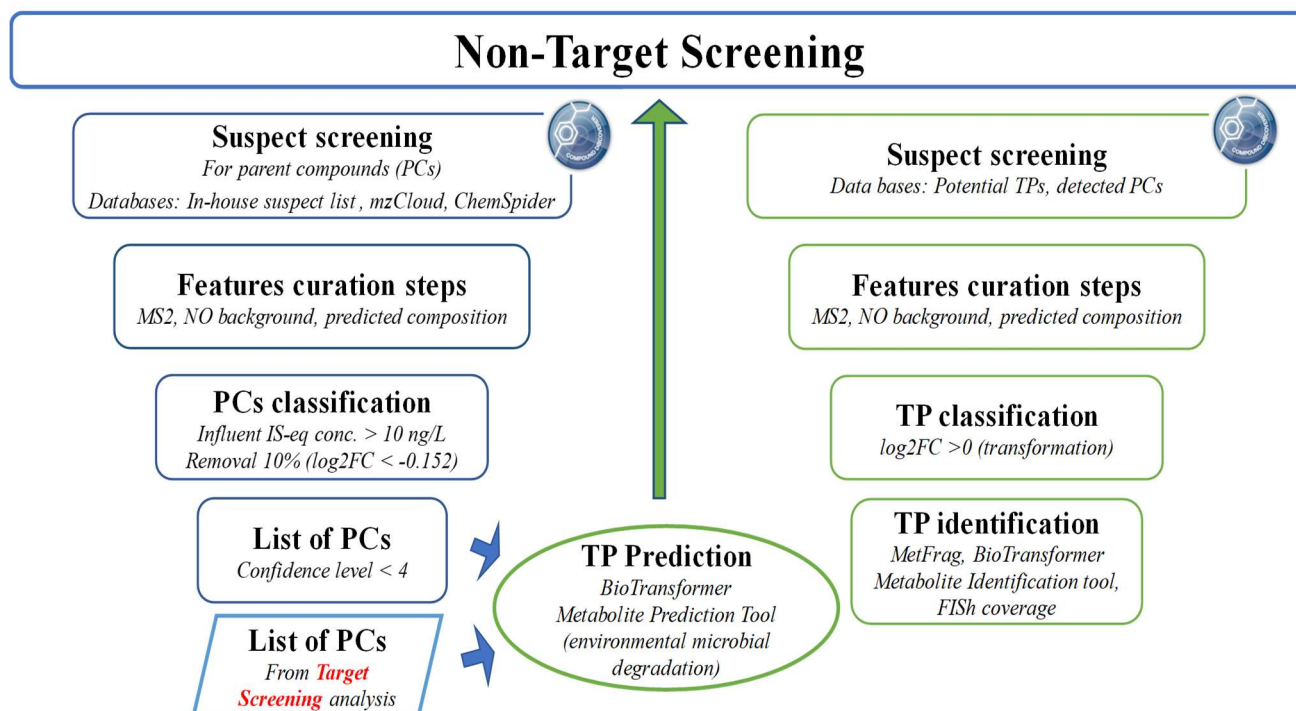 Non-Target Screening
Suspect screening
For parent compounds (PCs)
Databases: In-house suspect list , mzCloud, ChemSpider
Features curation steps
MS2, NO background, predicted composition
PCs classification
Influent IS-eq conc. > 10 ng/L
Removal 10% (log2FC < -0.152)
List of PCs
Confidence level < 4
List of PCs
From Target
Screening analysis
TP Prediction
BioTransformer
Metabolite Prediction Tool
(environmental microbial
degradation)
Suspect screening
Data bases: Potential TPs, detected PCs
Features curation steps
MS2, NO background, predicted composition
TP classification
log2FC >0 (transformation)
TP identification
MetFrag, BioTransformer
Metabolite Identification tool,
FISh coverage
COMPOUND DISCOVERER
COMPOUND DISCOVERER